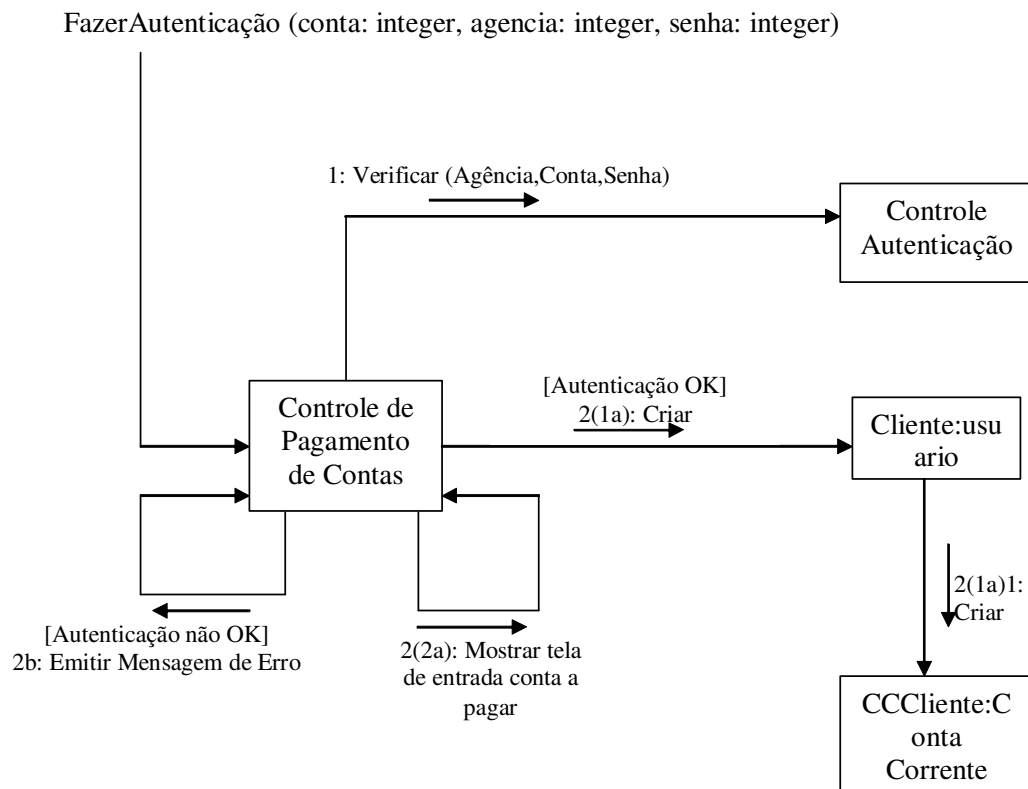 FazerAutenticação (conta: integer, agencia: integer, senha: integer)
1: Verificar (Agência,Conta,Senha)
Controle
Autenticação
[Autenticação OK]
2(1a): Criar
Controle de
Pagamento
de Contas
Cliente:usu
ario
2(1a)1:
Criar
[Autenticação não OK]
2b: Emitir Mensagem de Erro
2(2a): Mostrar tela
de entrada conta a
pagar
CCCliente:C
onta
Corrente